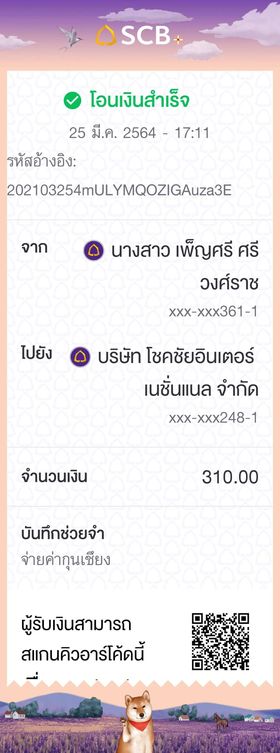 SCB
โอนเงินสำเร็จ
25 มี.ค. 2564 - 17:11
รหัสอ้างอิง:
202103254mULYMQOZIGAuza3E
จาก
นางสาว เพ็ญศรี ศรี
วงศ์ราช
xxx-xxx361-1
ไปยัง
บริษัท โชคชัยอินเตอร์
เนชั่นแนล จำกัด
xxx-xxx248-1
จำนวนเงิน 310.00
บันทึกช่วยจำ
จ่ายค่ากุนเชียง
ผู้รับเงินสามารถ
สแกนคิวอาร์โค้ดนี้